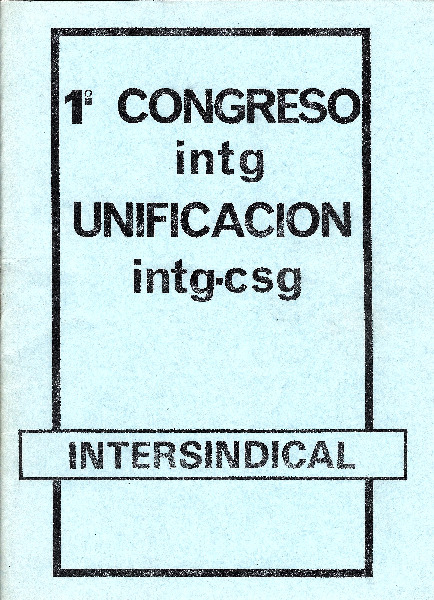 1º CONGRESO
intg
UNIFICACION
intg·csg
INTERSINDICAL